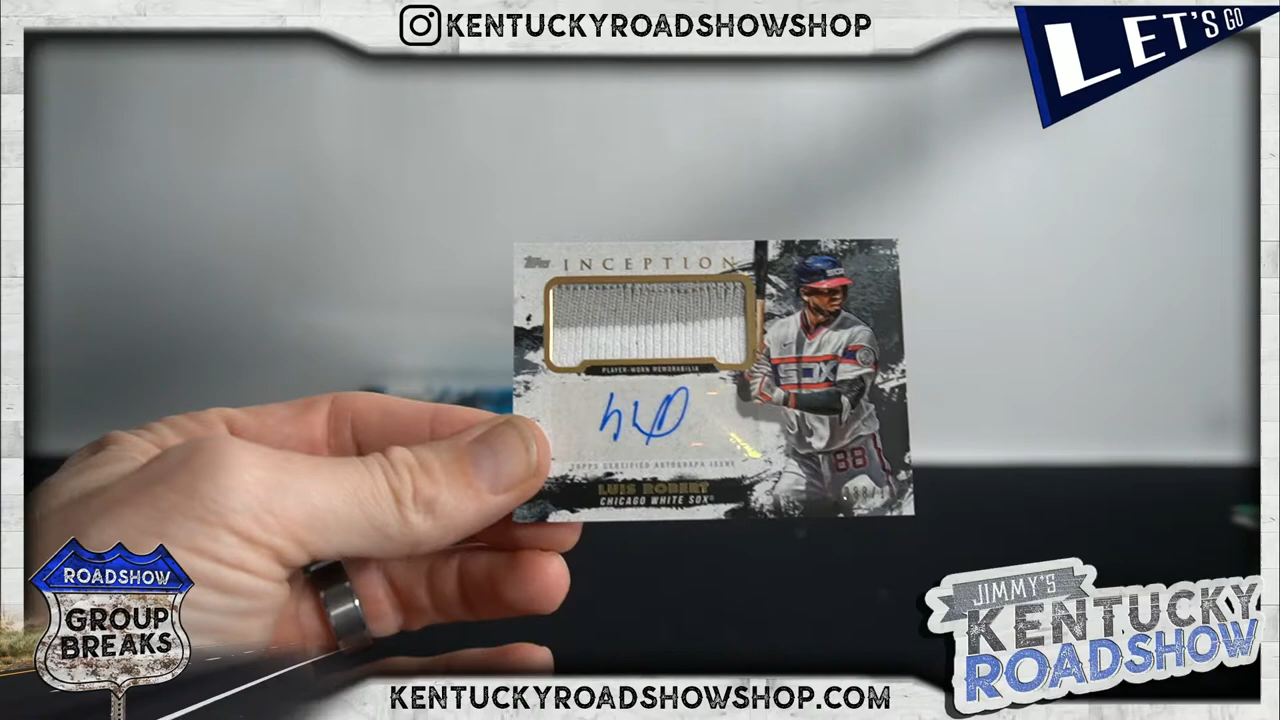 KENTUCKYROADSHOWSHOP
LET'S GO
Topps INCEPTION
SOX
PLAYER-WORN MEMORABILIA
SOX
TOPPS CERTIFIED AUTOGRAPH ISSUE
88
LUIS ROBERT
CHICAGO WHITE SOX
ROADSHOW
GROUP
BREAKS
JIMMY'S
KENTUCKY
ROADSHOW
KENTUCKYROADSHOWSHOP.COM